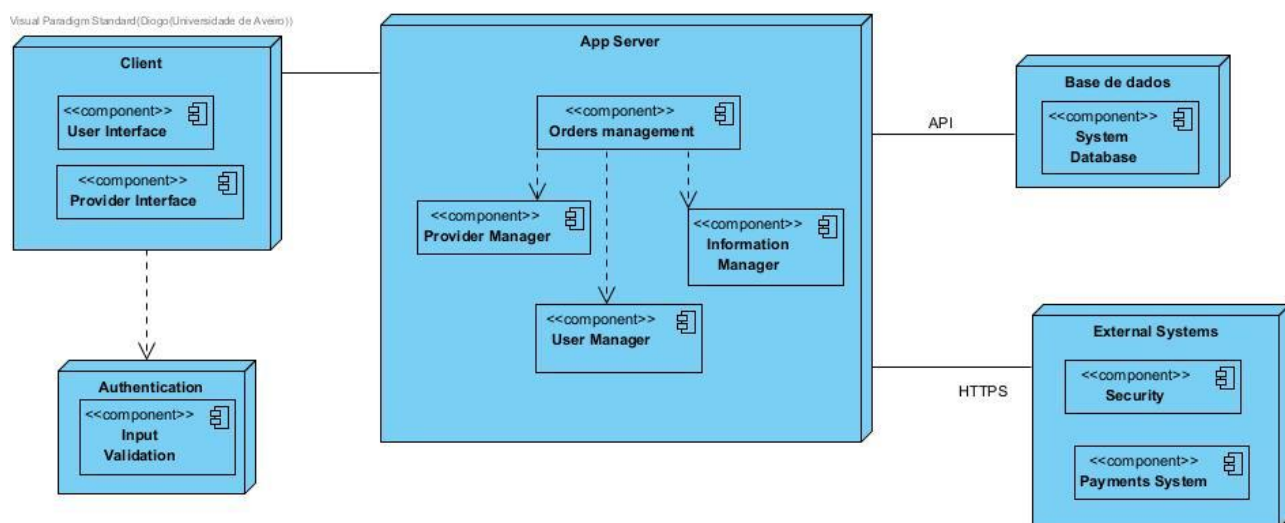 Visual Paradigm Standard(Diogo(Universidade de Aveiro))
Client
<<component>>
User Interface
<<component>>
Provider Interface
Authentication
<<component>>
Input
Validation
App Server
<<component>>
Orders management
<<component>>
Provider Manager
<<component>>
Information
Manager
<<component>>
User Manager
API
Base de dados
<<component>>
System
Database
HTTPS
External Systems
<<component>>
Security
<<component>>
Payments System